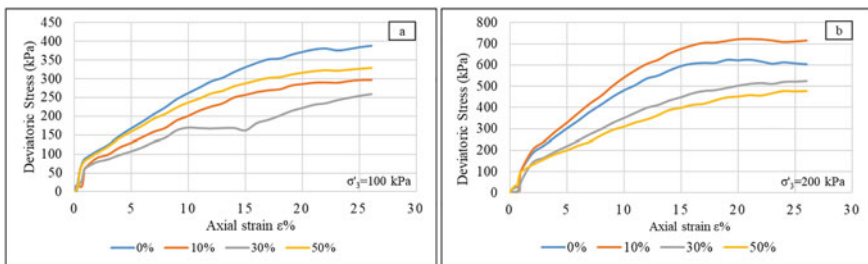 a
Deviatoric Stress (kPa)
450
400
350
300
250
200
150
100
50
0
0 5 10 15 20 25 30
σ'3=100 kPa
Axial strain ε%
0% 10% 30% 50%
b
Deviatoric Stress (kPa)
800
700
600
500
400
300
200
100
0
0 5 10 15 20 25 30
σ'3=200 kPa
Axial strain ε%
0% 10% 30% 50%